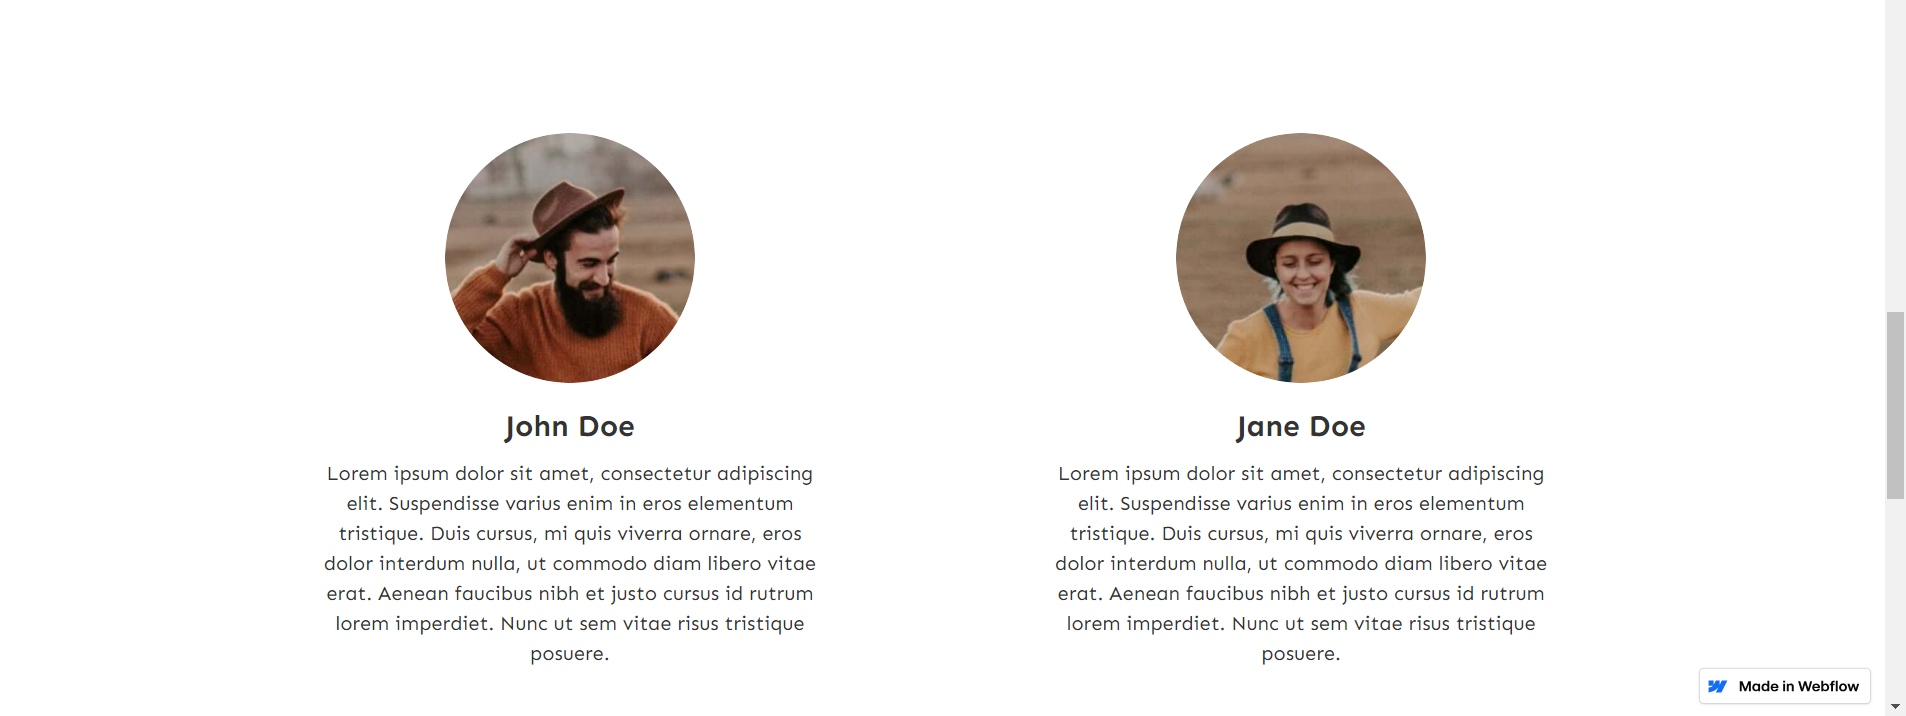 John Doe
Lorem ipsum dolor sit amet, consectetur adipiscing
elit. Suspendisse varius enim in eros elementum
tristique. Duis cursus, mi quis viverra ornare, eros
dolor interdum nulla, ut commodo diam libero vitae
erat. Aenean faucibus nibh et justo cursus id rutrum
lorem imperdiet. Nunc ut sem vitae risus tristique
posuere.
Jane Doe
Lorem ipsum dolor sit amet, consectetur adipiscing
elit. Suspendisse varius enim in eros elementum
tristique. Duis cursus, mi quis viverra ornare, eros
dolor interdum nulla, ut commodo diam libero vitae
erat. Aenean faucibus nibh et justo cursus id rutrum
lorem imperdiet. Nunc ut sem vitae risus tristique
posuere.
Made in Webflow